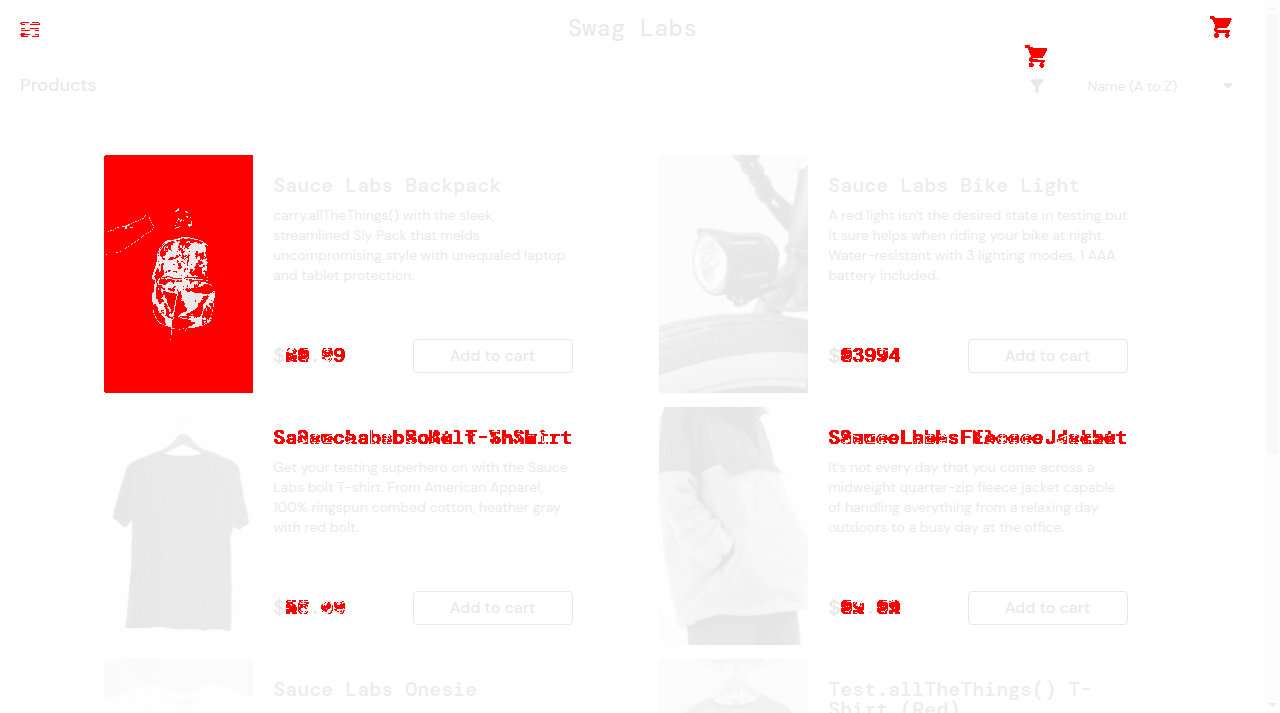 Swag Labs
Products
Name (A to Z)
Sauce Labs Backpack
carry.allTheThings() with the sleek,
streamlined Sly Pack that melds
uncompromising style with unequaled laptop
and tablet protection.
Add to cart
Sauce Labs Bike Light
A red light isn't the desired state in testing but
it sure helps when riding your bike at night.
Water-resistant with 3 lighting modes, 1 AAA
battery included.
Add to cart
Get your testing superhero on with the Sauce
Labs bolt T-shirt. From American Apparel,
100% ringspun combed cotton, heather gray
with red bolt.
Add to cart
It's not every day that you come across a
midweight quarter-zip fleece jacket capable
of handling everything from a relaxing day
outdoors to a busy day at the office.
Add to cart
Sauce Labs Onesie
Test.allTheThings() T-
Shirt (Red)